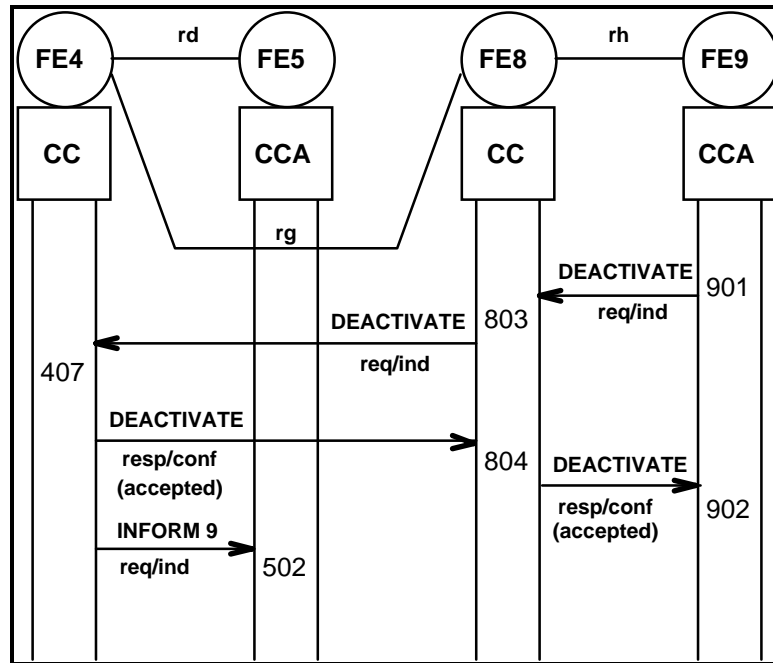 rd
rh
FE4
FE5
FE8
FE9
CC
CCA
CC
CCA
rg
DEACTIVATE
901
req/ind
DEACTIVATE
803
req/ind
407
DEACTIVATE
resp/conf
(accepted)
804
DEACTIVATE
resp/conf
(accepted)
902
INFORM 9
req/ind
502